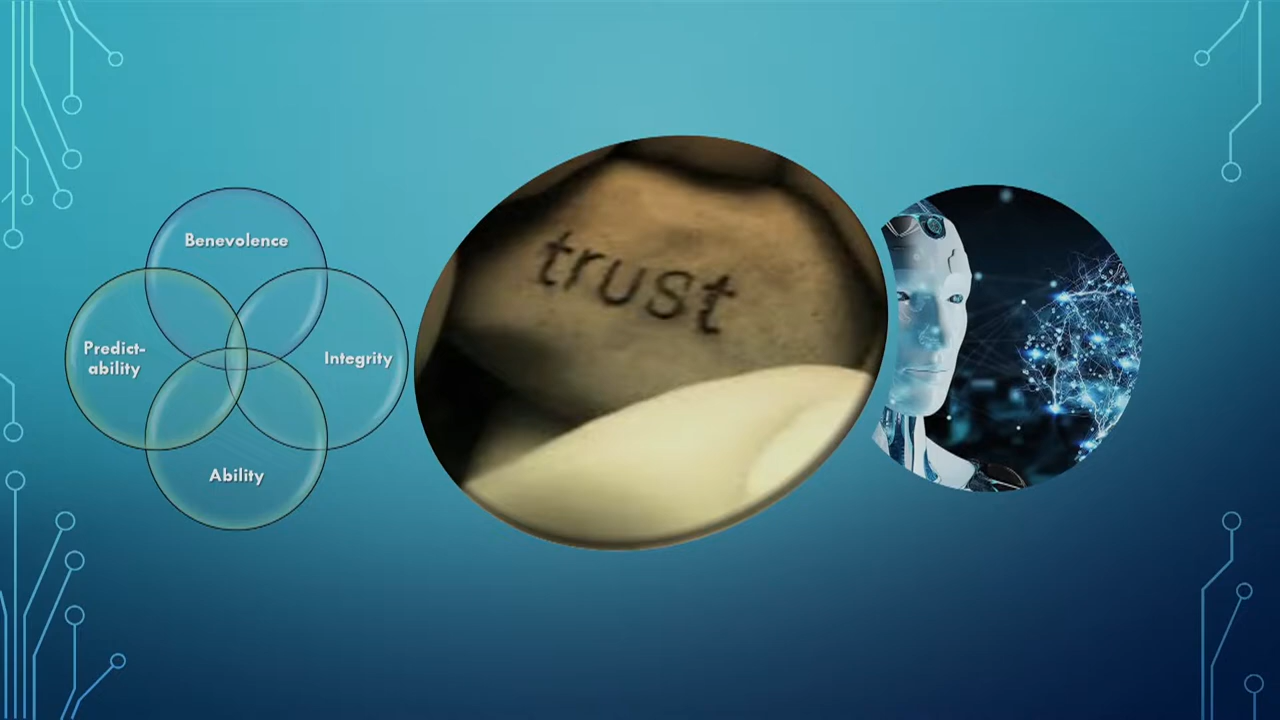 Benevolence
Predict-
ability
Integrity
Ability
trust